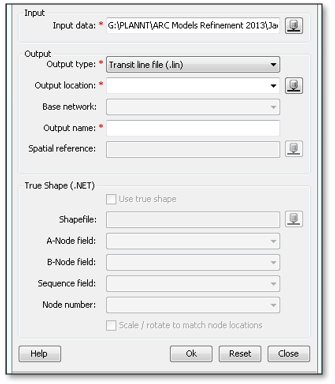 Input
Input data: * G:\PLANNT\ARC Models Refinement 2013\Ja
Output
Output type: * Transit line file (.lin)
Output location: *
Base network:
Output name: *
Spatial reference:
True Shape (.NET)
Use true shape
Shapefile:
A-Node field:
B-Node field:
Sequence field:
Node number:
Scale / rotate to match node locations
Help Ok Reset Close